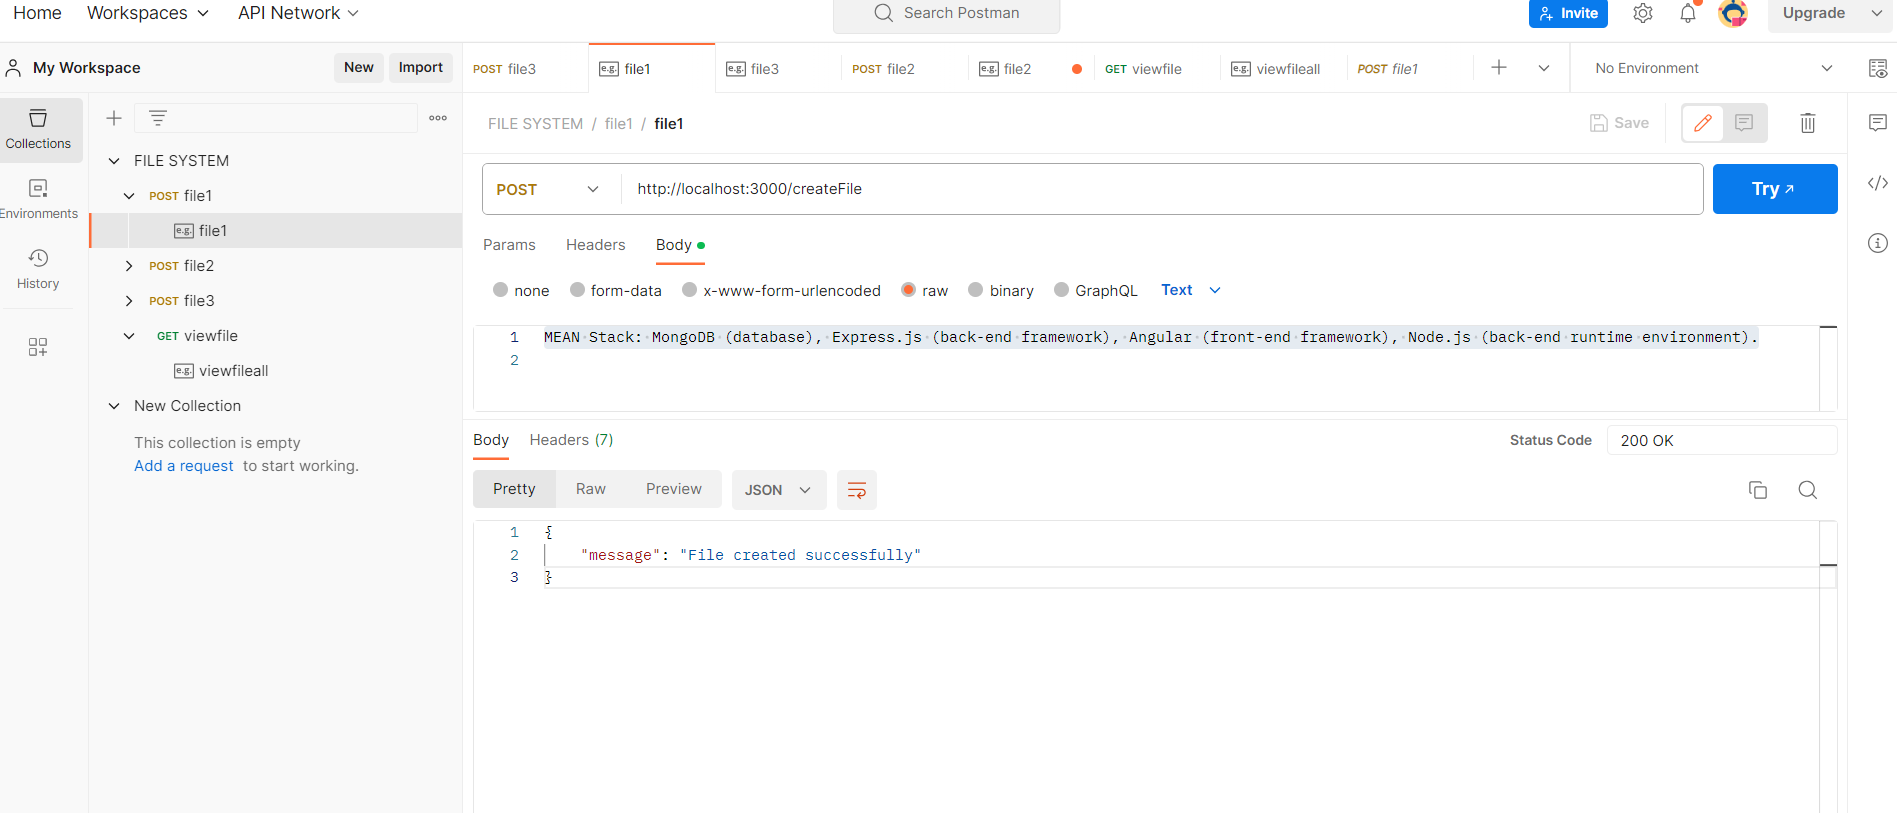 Home Workspaces API Network Search Postman Invite Upgrade
My Workspace New Import POST file3 e.g. file1 e.g. file3 POST file2 e.g. file2 GET viewfile e.g. viewfileall POST file1 No Environment
Collections
Environments
History
FILE SYSTEM
POST file1
e.g. file1
POST file2
POST file3
GET viewfile
e.g. viewfileall
New Collection
This collection is empty
Add a request to start working.
FILE SYSTEM / file1 / file1 Save
POST http://localhost:3000/createFile Try
Params Headers Body
none form-data x-www-form-urlencoded raw binary GraphQL Text
1 MEAN Stack: MongoDB (database), Express.js (back-end framework), Angular (front-end framework), Node.js (back-end runtime environment).
2
Body Headers (7) Status Code 200 OK
Pretty Raw Preview JSON
1 {
2 "message": "File created successfully"
3 }